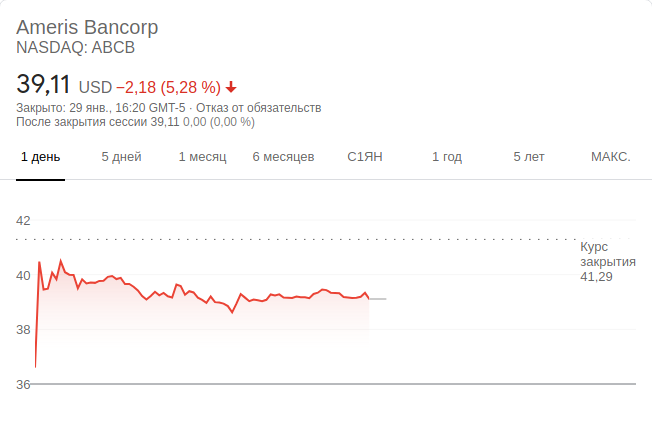 Ameris Bancorp
NASDAQ: ABCB
39,11 USD −2,18 (5,28 %)
Закрыто: 29 янв., 16:20 GMT-5 · Отказ от обязательств
После закрытия сессии 39,11 0,00 (0,00 %)
1 день 5 дней 1 месяц 6 месяцев С1ЯН 1 год 5 лет МАКС.
42
Курс
закрытия
41,29
40
38
36